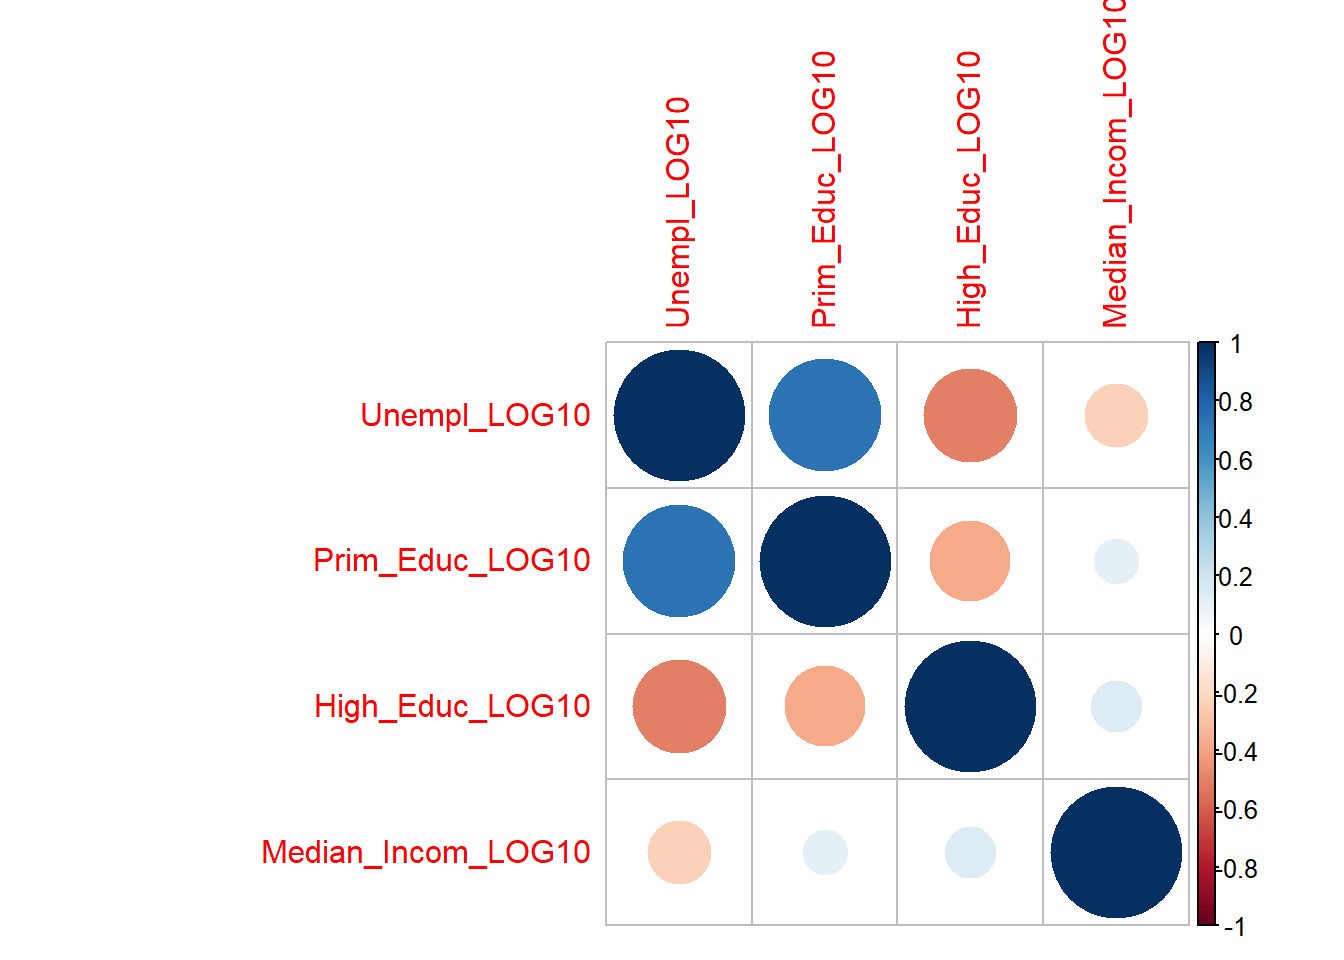 Unempl_LOG10
Prim_Educ_LOG10
High_Educ_LOG10
Median_Incom_LOG10
Unempl_LOG10
Prim_Educ_LOG10
High_Educ_LOG10
Median_Incom_LOG10
1
0.8
0.6
0.4
0.2
0
-0.2
-0.4
-0.6
-0.8
-1